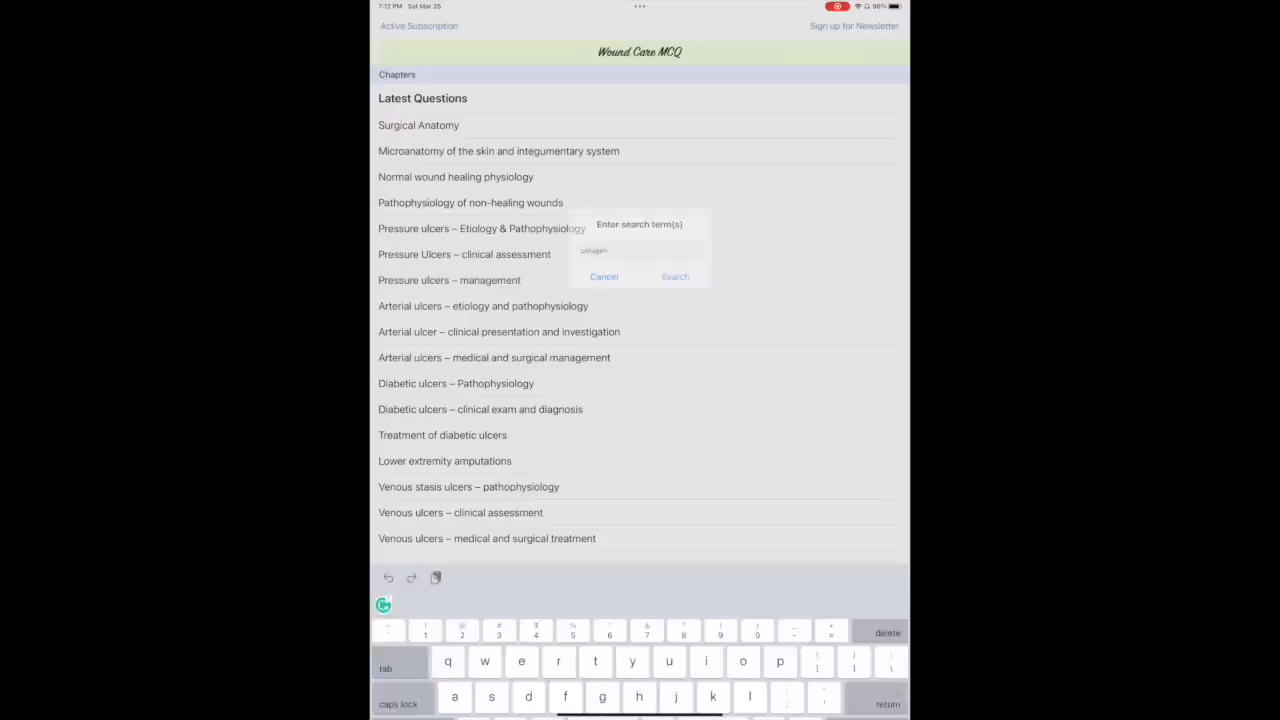 7:12 PM Sat Mar 25
96%
Active Subscription
Sign up for Newsletter
Wound Care MCQ
Chapters
Latest Questions
Surgical Anatomy
Microanatomy of the skin and integumentary system
Normal wound healing physiology
Pathophysiology of non-healing wounds
Pressure ulcers – Etiology & Pathophysiology
Enter search term(s)
collagen
Cancel
Search
Pressure Ulcers – clinical assessment
Pressure ulcers – management
Arterial ulcers – etiology and pathophysiology
Arterial ulcer – clinical presentation and investigation
Arterial ulcers – medical and surgical management
Diabetic ulcers – Pathophysiology
Diabetic ulcers – clinical exam and diagnosis
Treatment of diabetic ulcers
Lower extremity amputations
Venous stasis ulcers – pathophysiology
Venous ulcers – clinical assessment
Venous ulcers – medical and surgical treatment
1 2 3 4 5 6 7 8 9 0 - = delete
tab q w e r t y u i o p [ ] \
caps lock a s d f g h j k l ; ' return